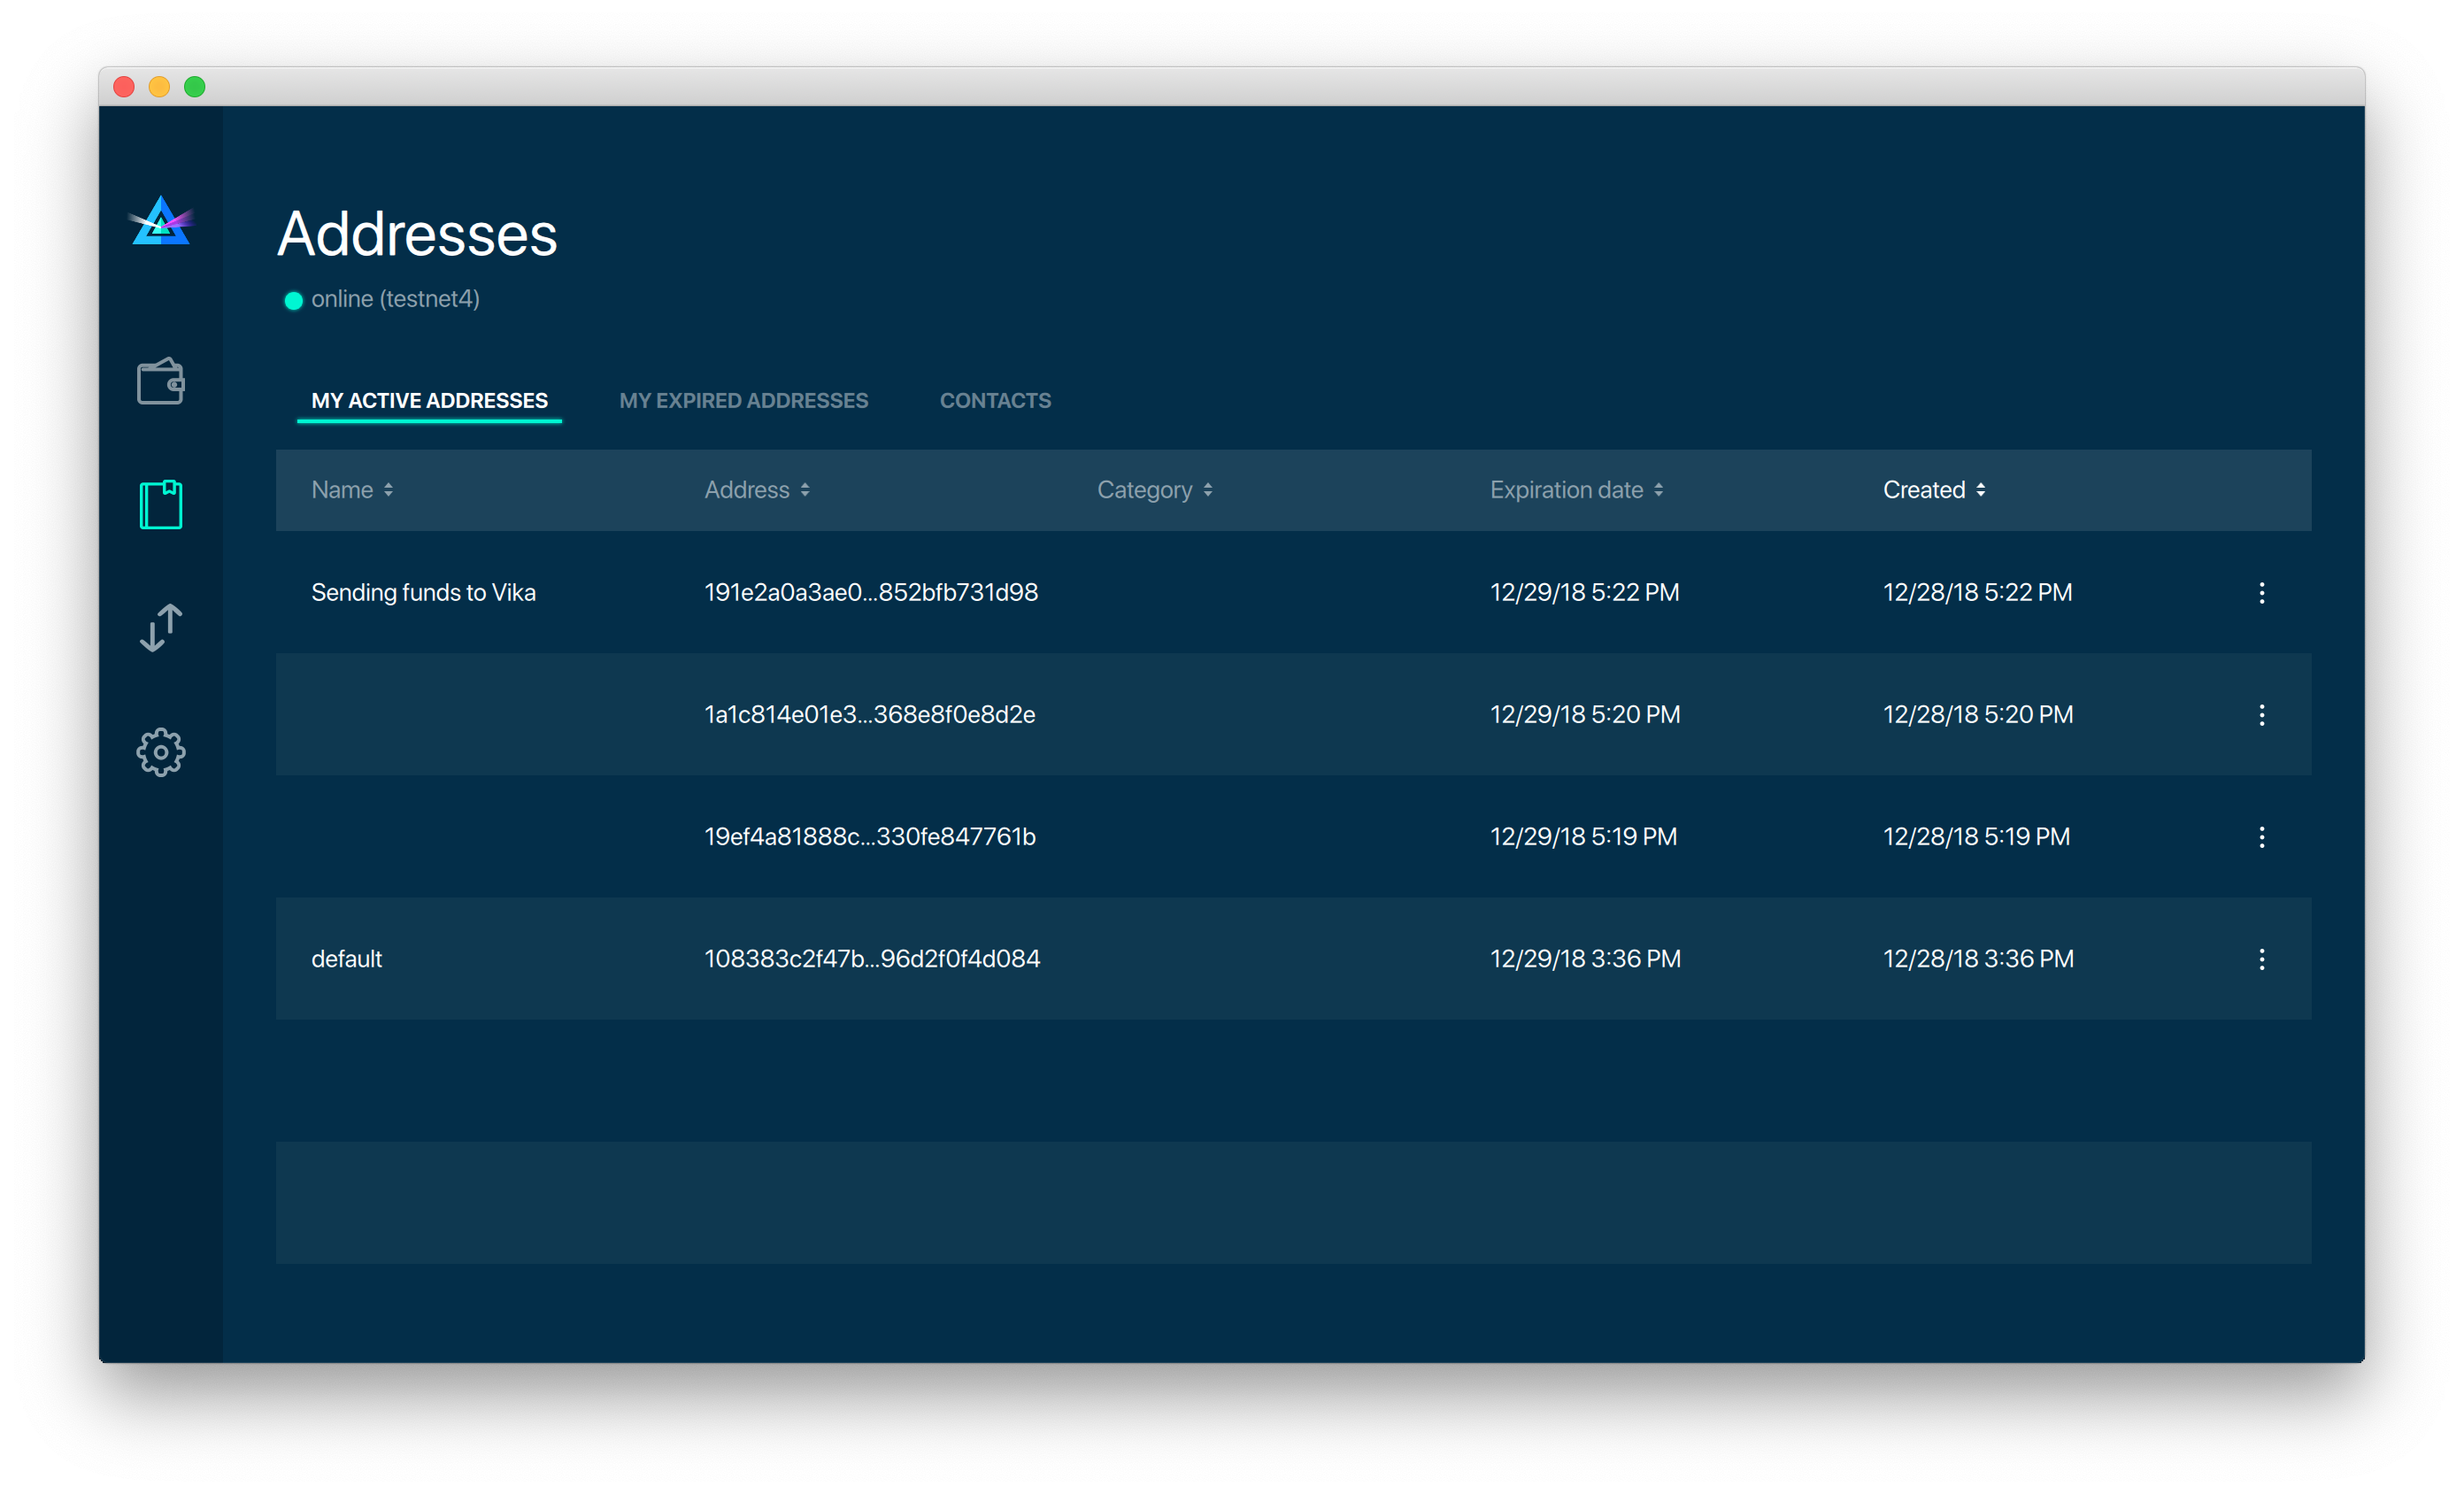 Addresses
online (testnet4)
MY ACTIVE ADDRESSES MY EXPIRED ADDRESSES CONTACTS
Name Address Category Expiration date Created
Sending funds to Vika 191e2a0a3ae0...852bfb731d98 12/29/18 5:22 PM 12/28/18 5:22 PM
1a1c814e01e3...368e8f0e8d2e 12/29/18 5:20 PM 12/28/18 5:20 PM
19ef4a81888c...330fe847761b 12/29/18 5:19 PM 12/28/18 5:19 PM
default 108383c2f47b...96d2f0f4d084 12/29/18 3:36 PM 12/28/18 3:36 PM